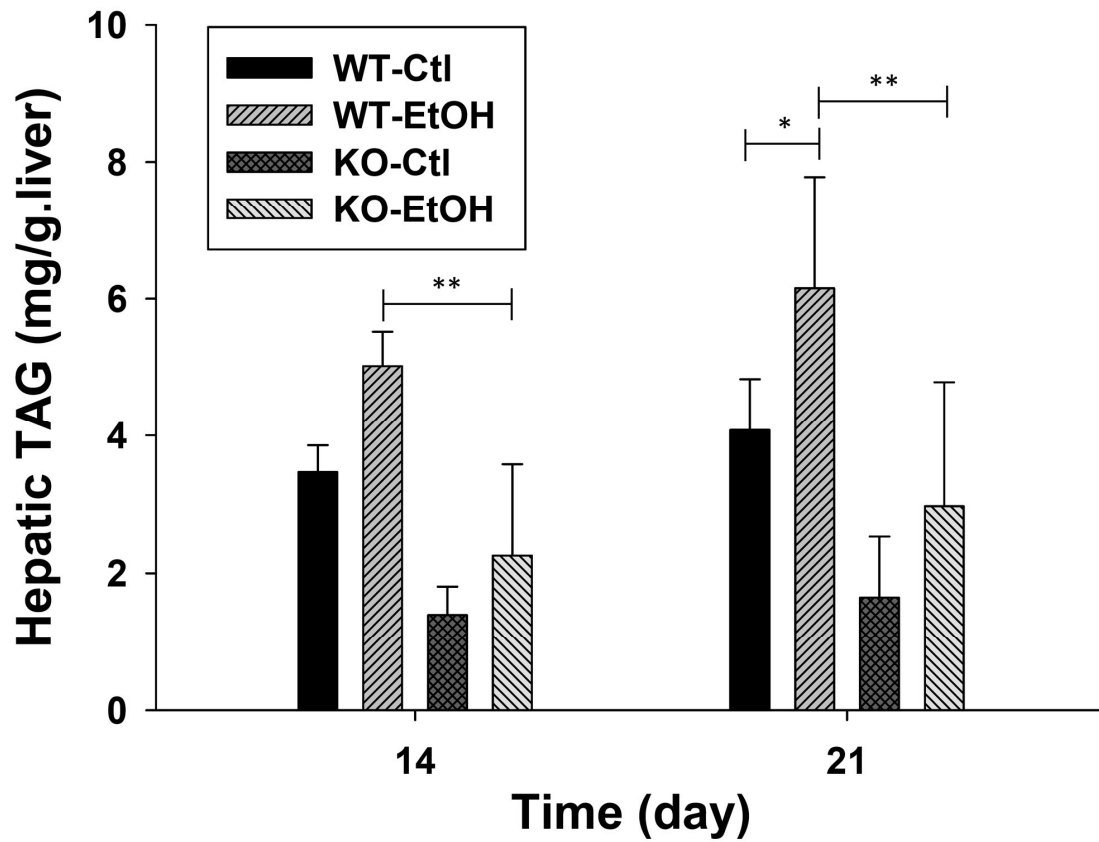 Hepatic TAG (mg/g.liver)
10
8
6
4
2
0
WT-Ctl
WT-EtOH
KO-Ctl
KO-EtOH
**
*
**
14
21
Time (day)